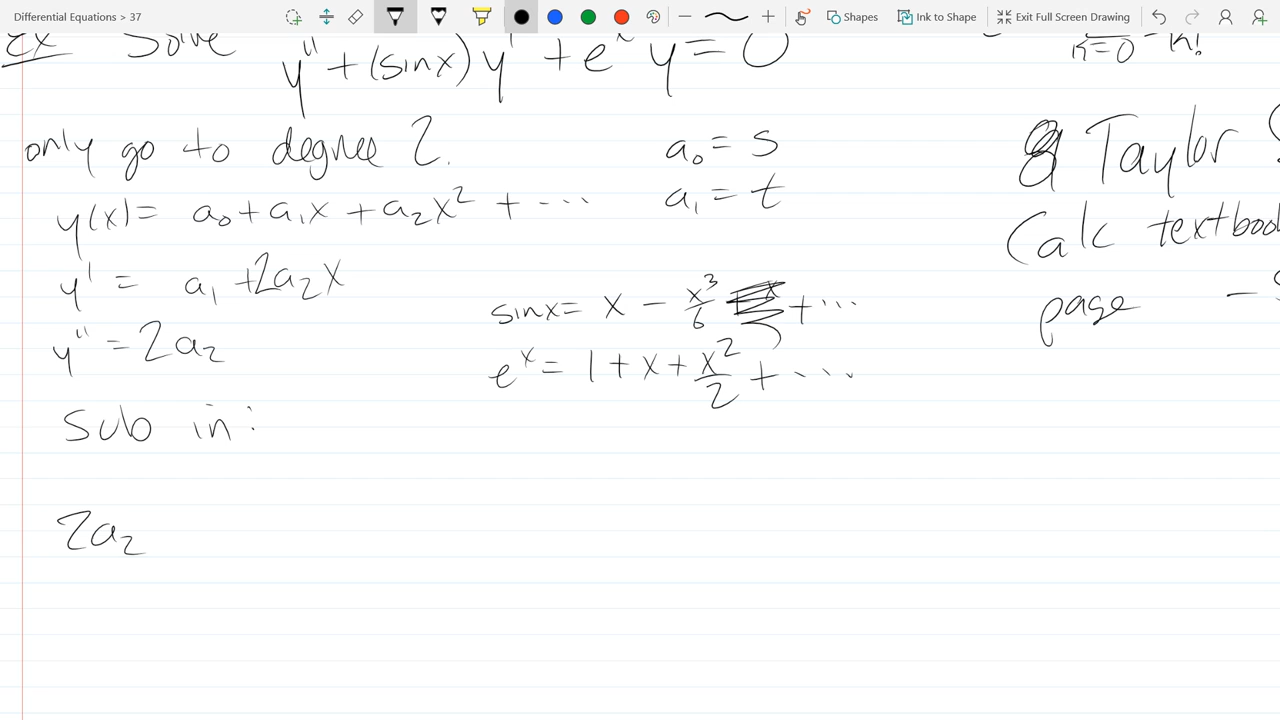 Differential Equations > 37
Shapes
Ink to Shape
Exit Full Screen Drawing
Ex Solve y'' + (sinx) y' + e^x y = 0
only go to degree 2.
a₀ = s
y(x) = a₀ + a₁x + a₂x² + ...
a₁ = t
y' = a₁ + 2a₂x
y'' = 2a₂
sinx = x - x³/6 + ...
e^x = 1 + x + x²/2 + ...
Sub in:
2a₂
k=0 k!
Taylor
Calc textboo
page -